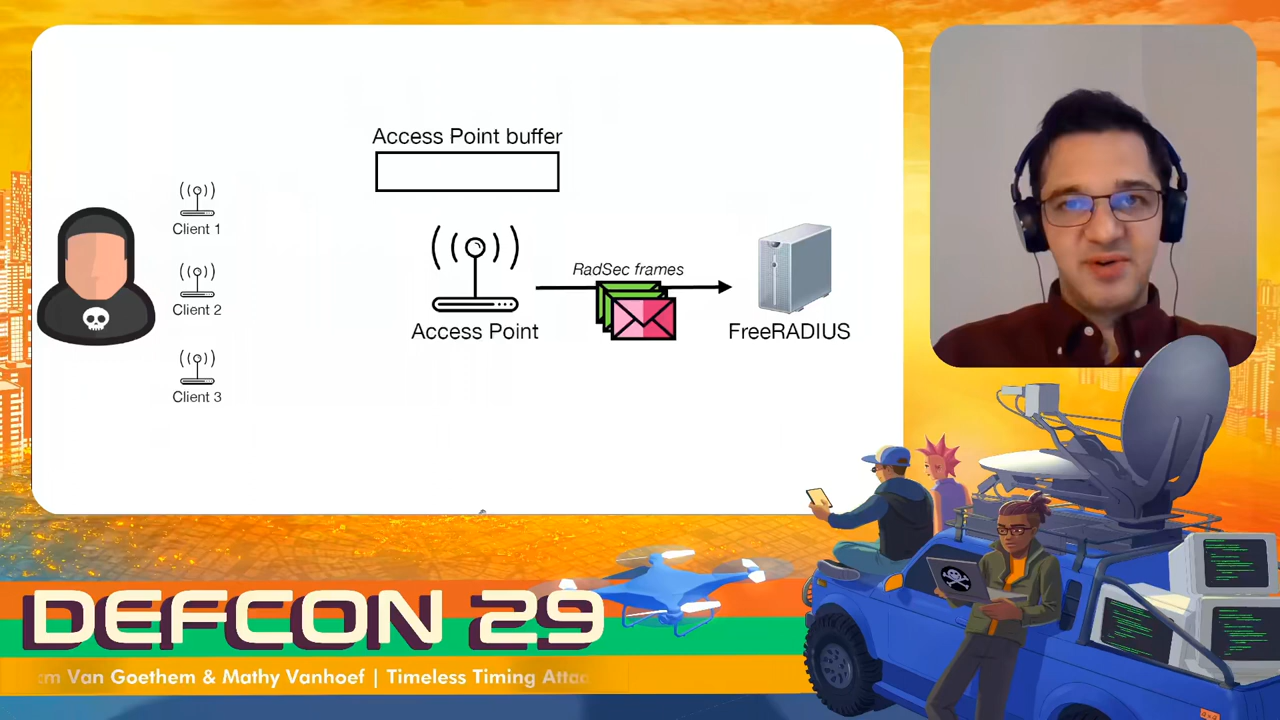 Access Point buffer
Client 1
Client 2
Client 3
RadSec frames
Access Point
FreeRADIUS
DEFCON 29
Van Goethem & Mathy Vanhoef | Timeless Timing